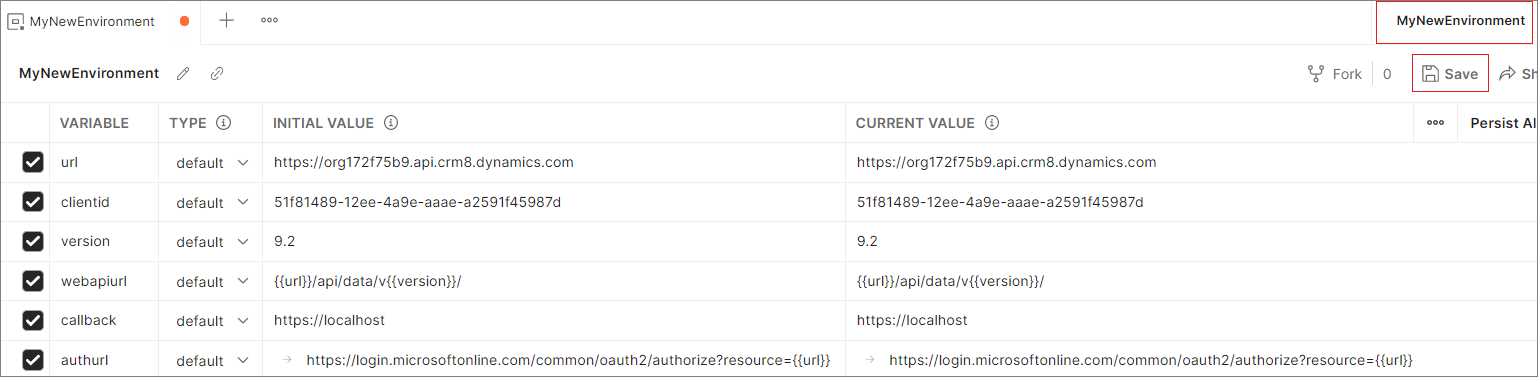 MyNewEnvironment MyNewEnvironment
MyNewEnvironment Fork 0 Save Sh
VARIABLE TYPE INITIAL VALUE CURRENT VALUE Persist Al
url default https://org172f75b9.api.crm8.dynamics.com https://org172f75b9.api.crm8.dynamics.com
clientid default 51f81489-12ee-4a9e-aaae-a2591f45987d 51f81489-12ee-4a9e-aaae-a2591f45987d
version default 9.2 9.2
webapiurl default {{url}}/api/data/v{{version}}/ {{url}}/api/data/v{{version}}/
callback default https://localhost https://localhost
authurl default https://login.microsoftonline.com/common/oauth2/authorize?resource={{url}} https://login.microsoftonline.com/common/oauth2/authorize?resource={{url}}